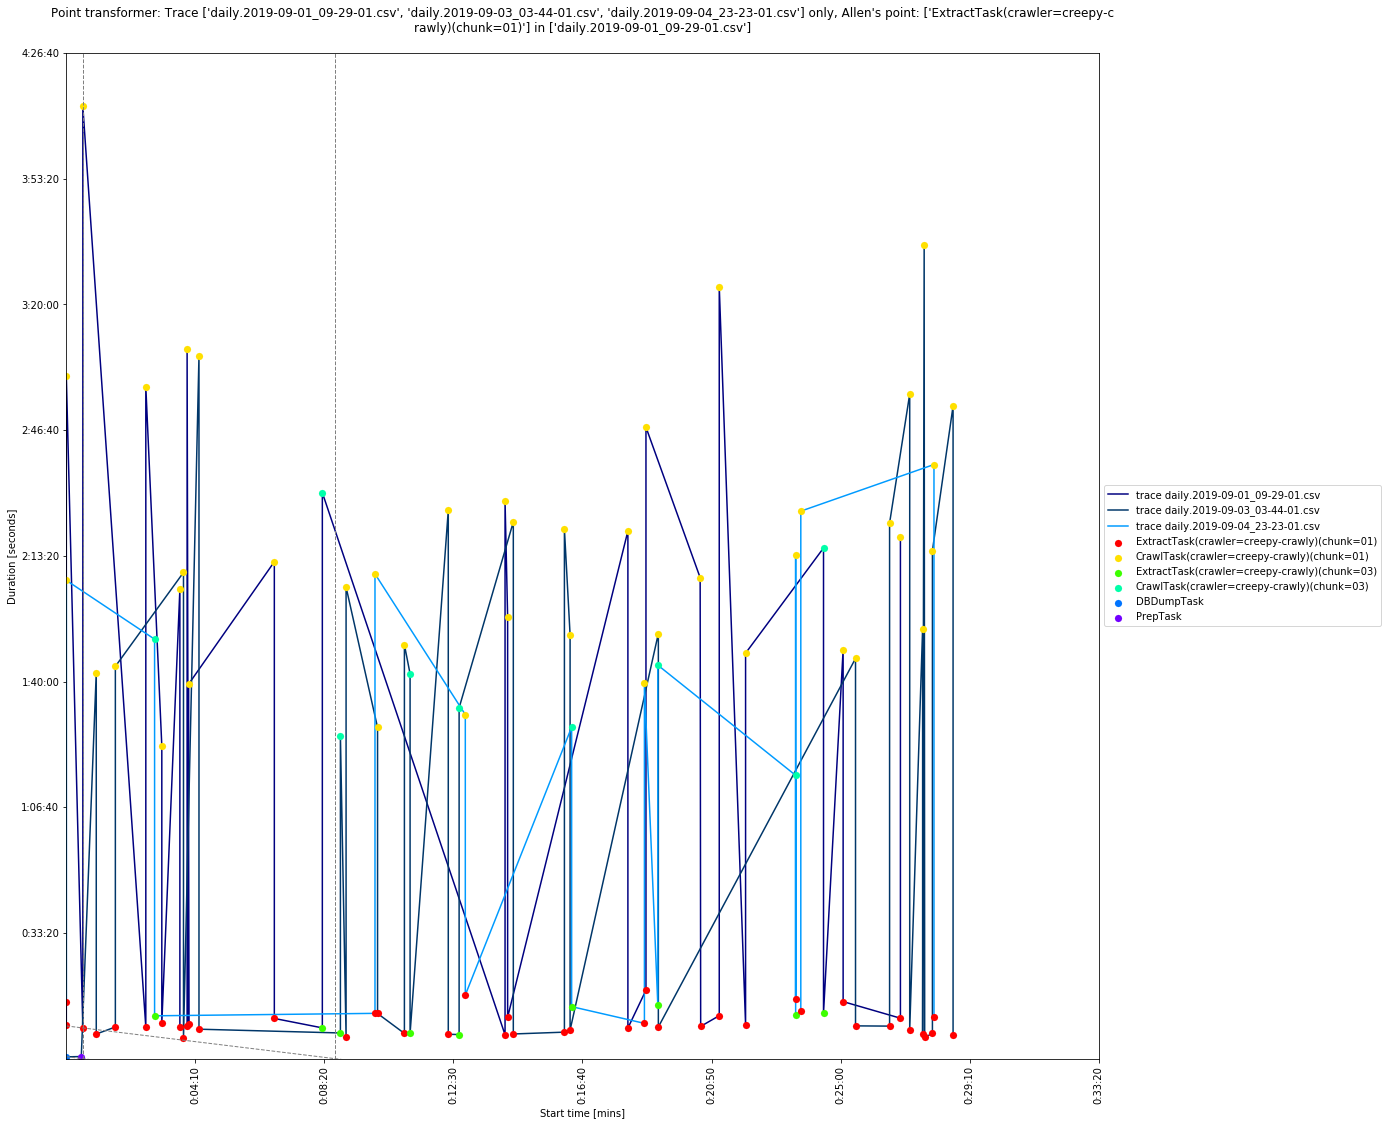 Point transformer: Trace ['daily.2019-09-01_09-29-01.csv', 'daily.2019-09-03_03-44-01.csv', 'daily.2019-09-04_23-23-01.csv'] only, Allen's point: ['ExtractTask(crawler=creepy-c
rawly)(chunk=01)'] in ['daily.2019-09-01_09-29-01.csv']
4:26:40
3:53:20
3:20:00
2:46:40
2:13:20
1:40:00
1:06:40
0:33:20
Duration [seconds]
0:04:10
0:08:20
0:12:30
0:16:40
0:20:50
0:25:00
0:29:10
0:33:20
Start time [mins]
trace daily.2019-09-01_09-29-01.csv
trace daily.2019-09-03_03-44-01.csv
trace daily.2019-09-04_23-23-01.csv
ExtractTask(crawler=creepy-crawly)(chunk=01)
CrawlTask(crawler=creepy-crawly)(chunk=01)
ExtractTask(crawler=creepy-crawly)(chunk=03)
CrawlTask(crawler=creepy-crawly)(chunk=03)
DBDumpTask
PrepTask